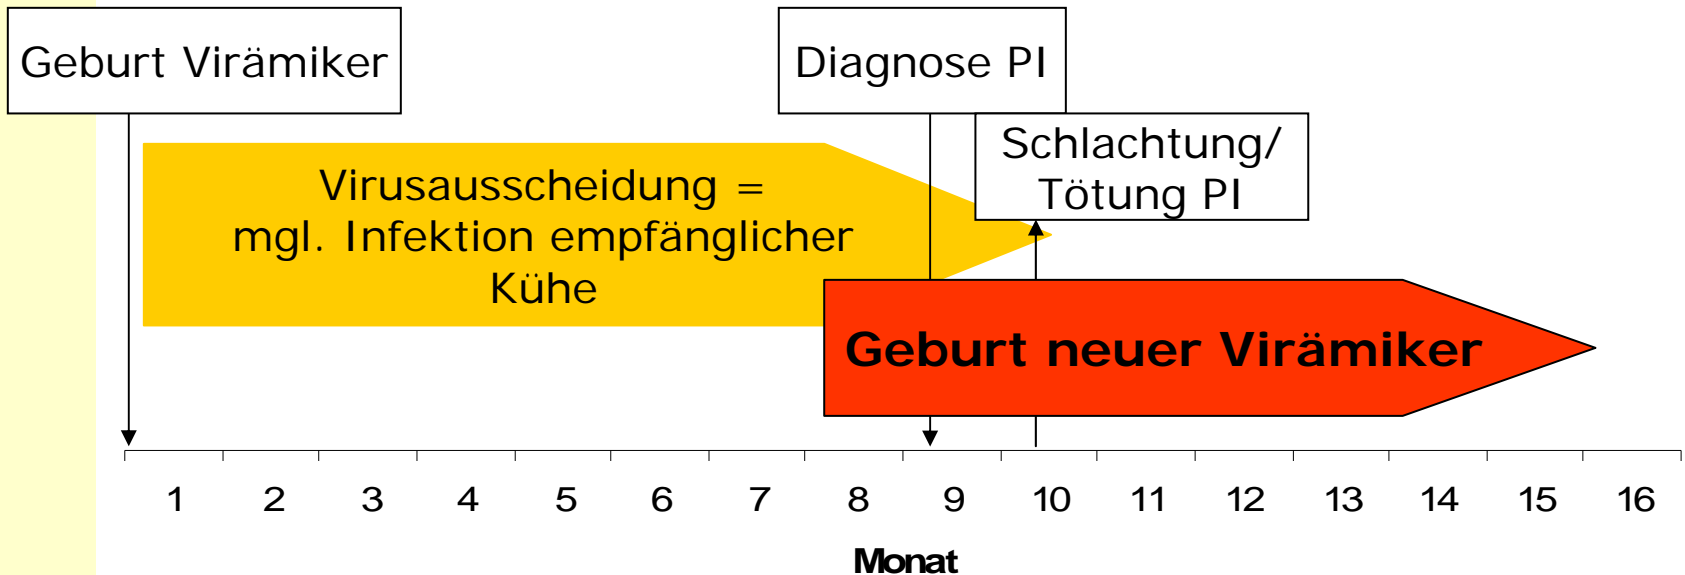 Geburt Virämiker
Diagnose PI
Schlachtung/
Tötung PI
Virusausscheidung =
mgl. Infektion empfänglicher
Kühe
Geburt neuer Virämiker
1 2 3 4 5 6 7 8 9 10 11 12 13 14 15 16
Monat